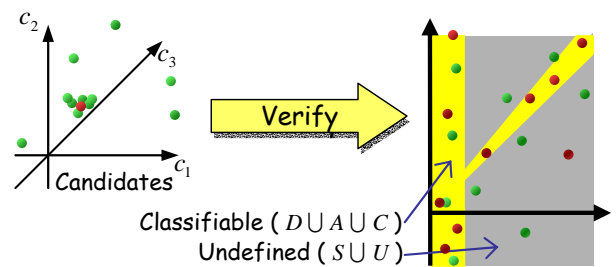 c2
c3
Verify
c1
Candidates
Classifiable ( D ∪ A ∪ C )
Undefined ( S ∪ U )